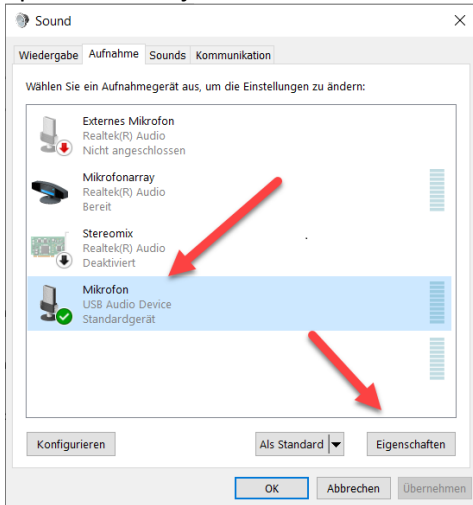 Sound
Wiedergabe Aufnahme Sounds Kommunikation
Wählen Sie ein Aufnahmegerät aus, um die Einstellungen zu ändern:
Externes Mikrofon
Realtek(R) Audio
Nicht angeschlossen
Mikrofonarray
Realtek(R) Audio
Bereit
Stereomix
Realtek(R) Audio
Deaktiviert
Mikrofon
USB Audio Device
Standardgerät
Konfigurieren Als Standard Eigenschaften
OK Abbrechen Übernehmen